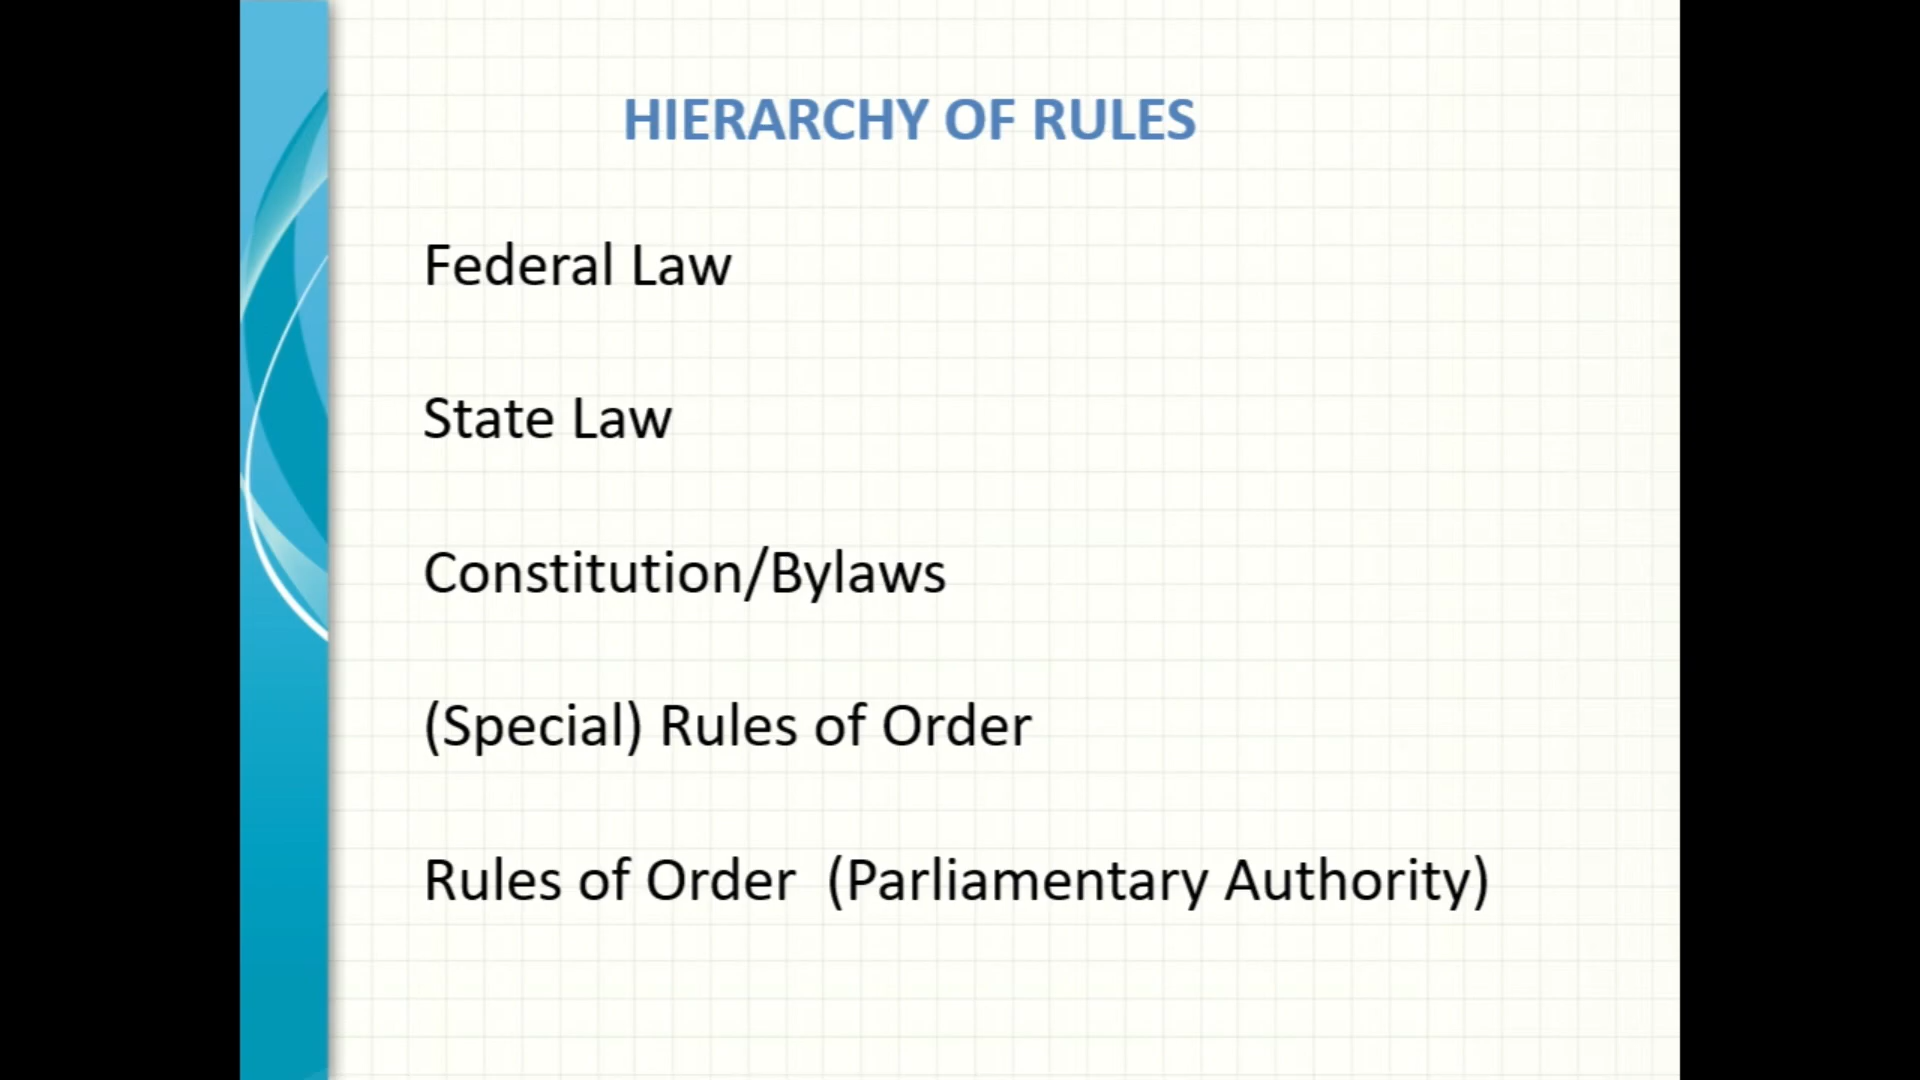 HIERARCHY OF RULES
Federal Law
State Law
Constitution/Bylaws
(Special) Rules of Order
Rules of Order  (Parliamentary Authority)